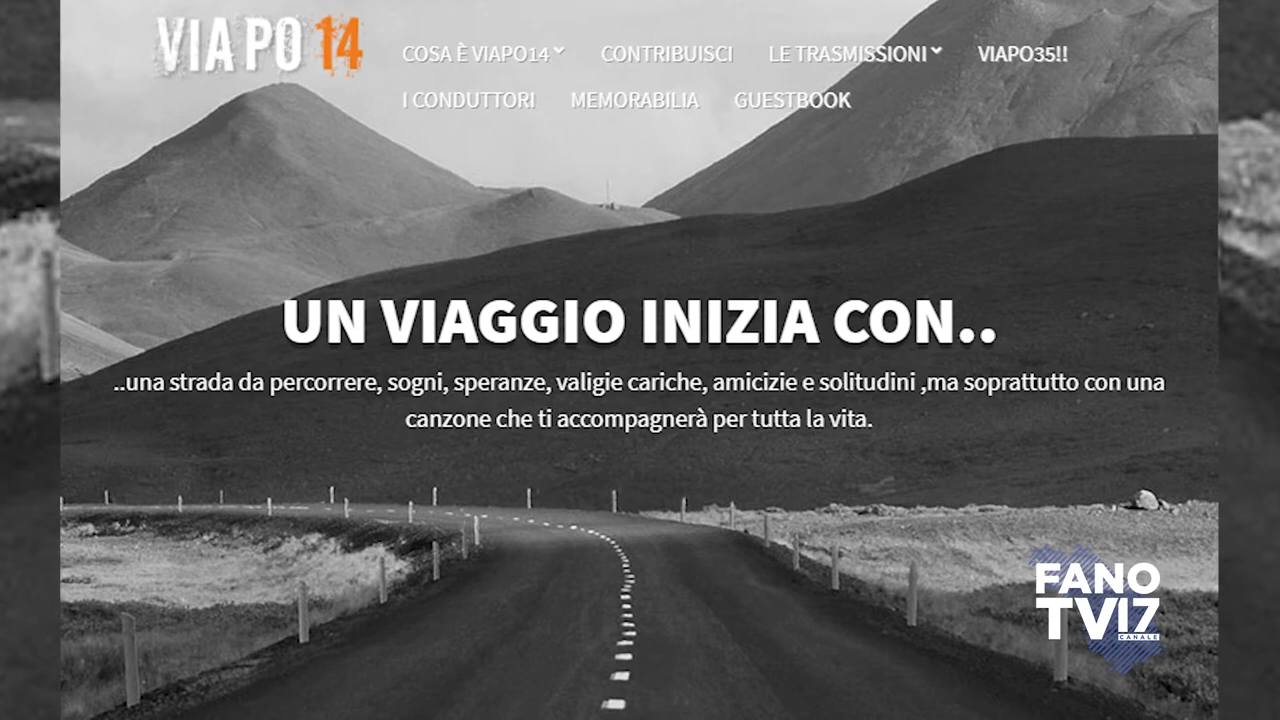 VIA PO 14
COSA È VIAPO14 CONTRIBUISCI LE TRASMISSIONI VIAPO35!!
I CONDUTTORI MEMORABILIA GUESTBOOK
UN VIAGGIO INIZIA CON..
..una strada da percorrere, sogni, speranze, valigie cariche, amicizie e solitudini ,ma soprattutto con una
canzone che ti accompagnerà per tutta la vita.
FANO
TV17
CANALE